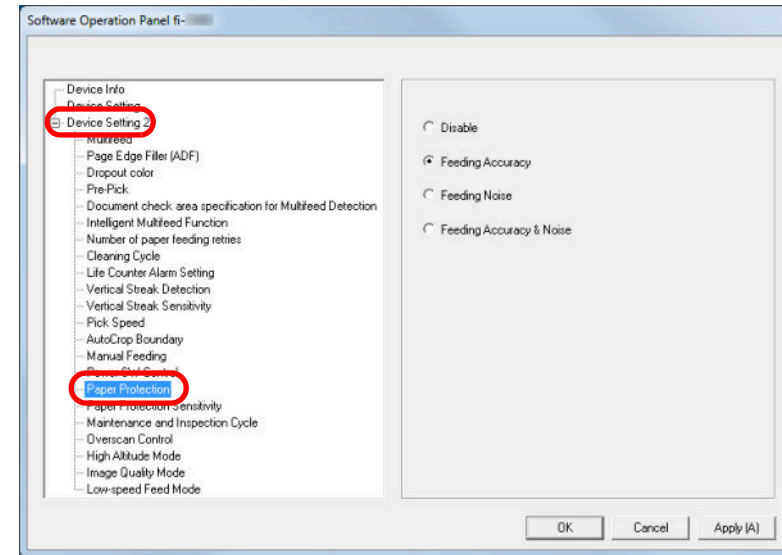 Software Operation Panel fi-
Device Info
Device Setting
Device Setting 2
Multifeed
Page Edge Filler (ADF)
Dropout color
Pre-Pick
Document check area specification for Multifeed Detection
Intelligent Multifeed Function
Number of paper feeding retries
Cleaning Cycle
Life Counter Alarm Setting
Vertical Streak Detection
Vertical Streak Sensitivity
Pick Speed
AutoCrop Boundary
Manual Feeding
Power SW Control
Paper Protection
Paper Protection Sensitivity
Maintenance and Inspection Cycle
Overscan Control
High Altitude Mode
Image Quality Mode
Low-speed Feed Mode
Disable
Feeding Accuracy
Feeding Noise
Feeding Accuracy & Noise
OK
Cancel
Apply (A)